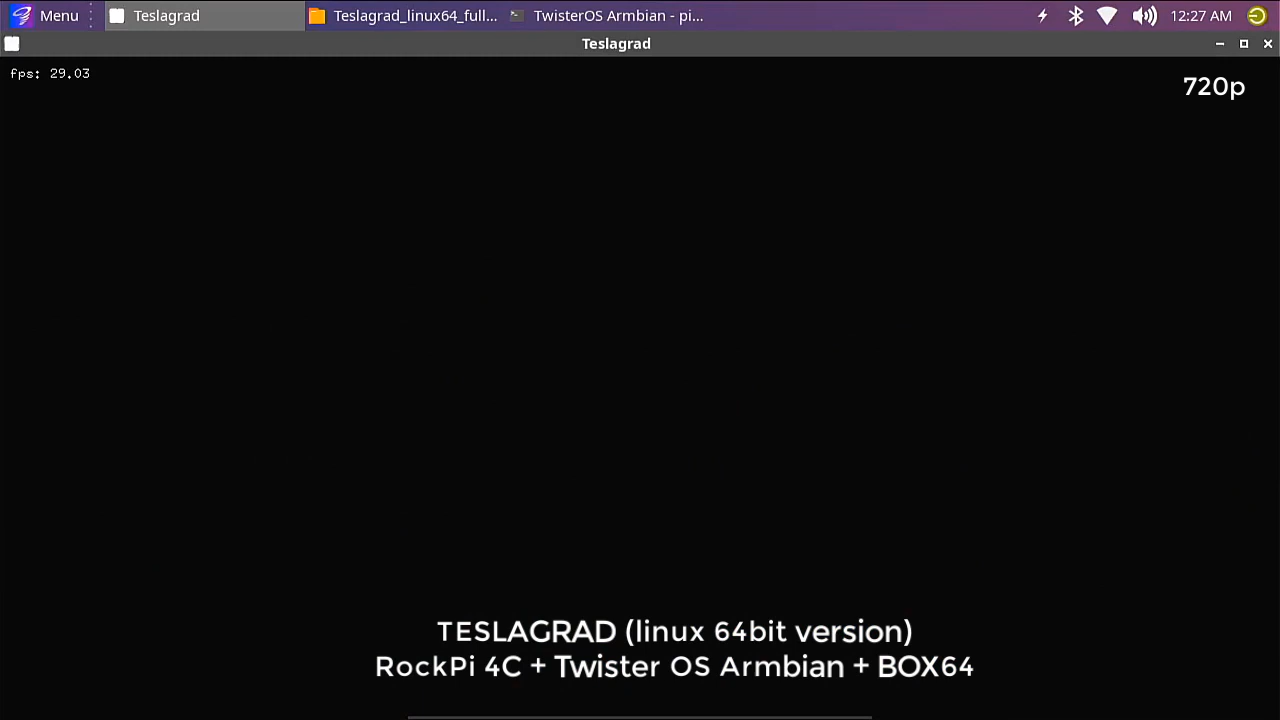 Menu
Teslagrad
Teslagrad_linux64_full...
TwisterOS Armbian - pi...
12:27 AM
Teslagrad
fps: 29.03
720p
TESLAGRAD (linux 64bit version)
RockPi 4C + Twister OS Armbian + BOX64